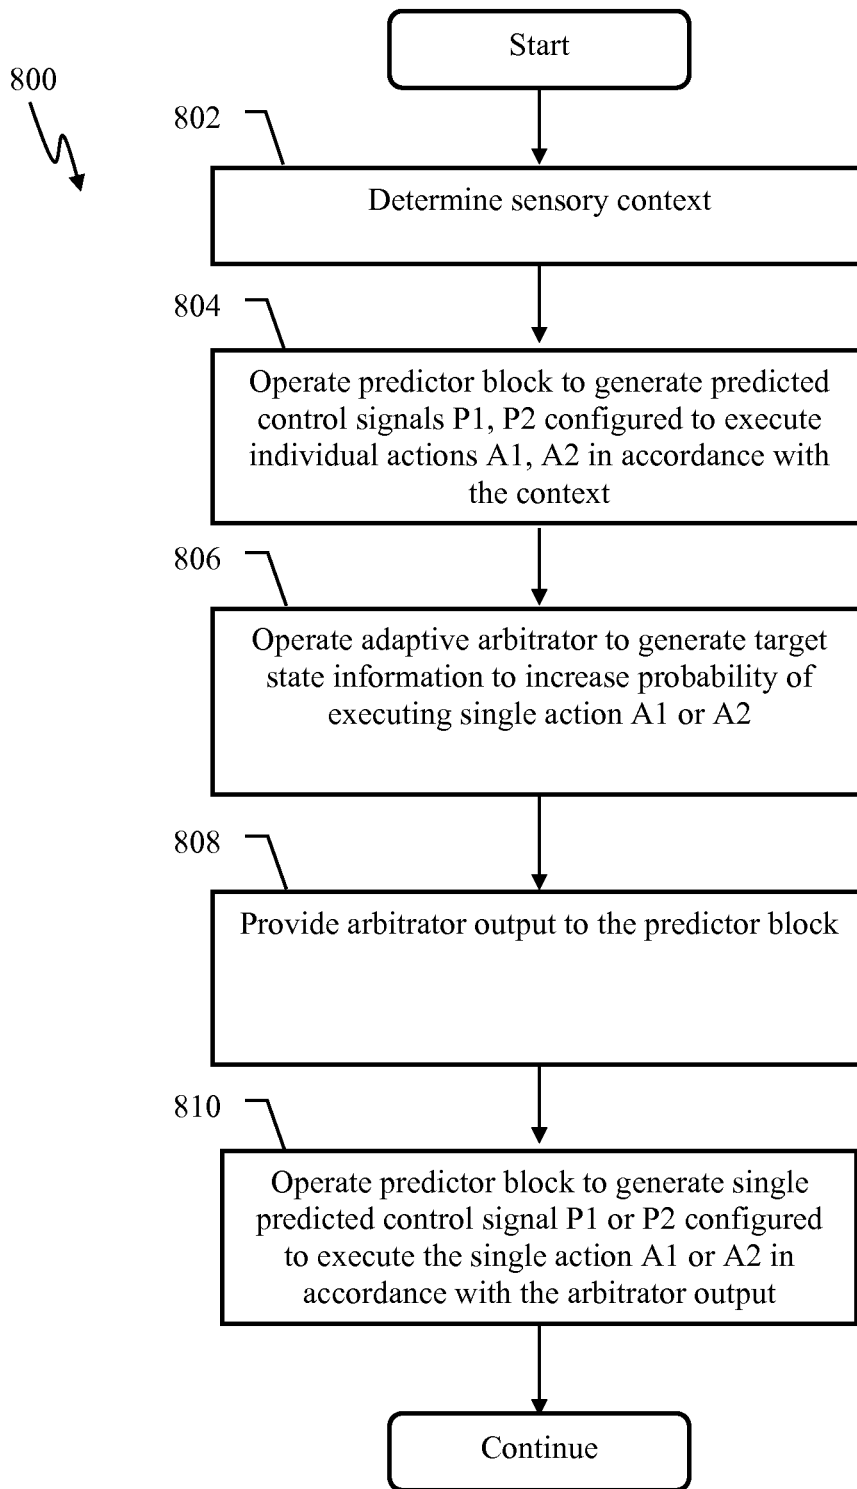 Start
800
802
Determine sensory context
804
Operate predictor block to generate predicted
control signals P1, P2 configured to execute
individual actions A1, A2 in accordance with
the context
806
Operate adaptive arbitrator to generate target
state information to increase probability of
executing single action A1 or A2
808
Provide arbitrator output to the predictor block
810
Operate predictor block to generate single
predicted control signal P1 or P2 configured
to execute the single action A1 or A2 in
accordance with the arbitrator output
Continue